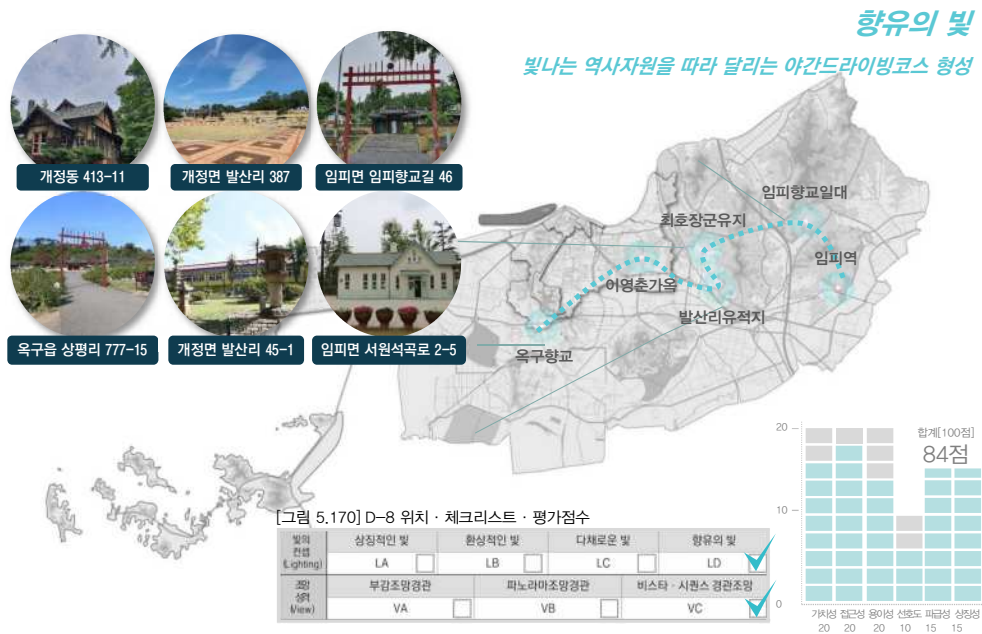 향유의 빛
빛나는 역사자원을 따라 달리는 야간드라이빙코스 형성
개정동 413-11
개정면 발산리 387
임피면 임피향교길 46
옥구읍 상평리 777-15
개정면 발산리 45-1
임피면 서원석곡로 2-5
임피향교일대
최호장군유지
임피역
이영춘가옥
발산리유적지
옥구향교
[그림 5.170] D-8 위치 · 체크리스트 · 평가점수
빛의 컨셉 (Lighting)
상징적인 빛 환상적인 빛 다채로운 빛 향유의 빛
LA LB LC LD
조망 성격 (View)
부감조망경관 파노라마조망경관 비스타 · 시퀀스 경관조망
VA VB VC
합계[100점]
84점
20
10
0
가치성 접근성 용이성 선호도 파급성 상징성
20 20 20 10 15 15